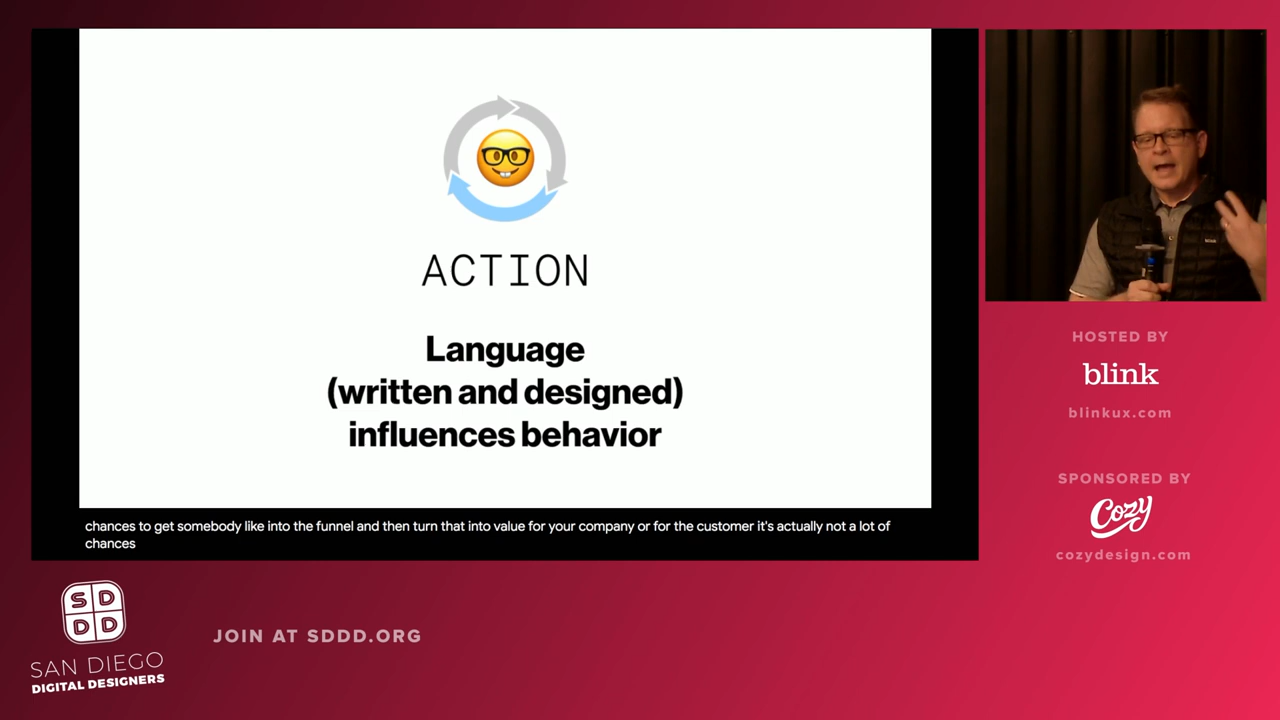 ACTION
Language
(written and designed)
influences behavior
chances to get somebody like into the funnel and then turn that into value for your company or for the customer it's actually not a lot of
chances
HOSTED BY
blink
blinkux.com
SPONSORED BY
Cozy
cozydesign.com
SD
DD
SAN DIEGO
DIGITAL DESIGNERS
JOIN AT SDDD.ORG